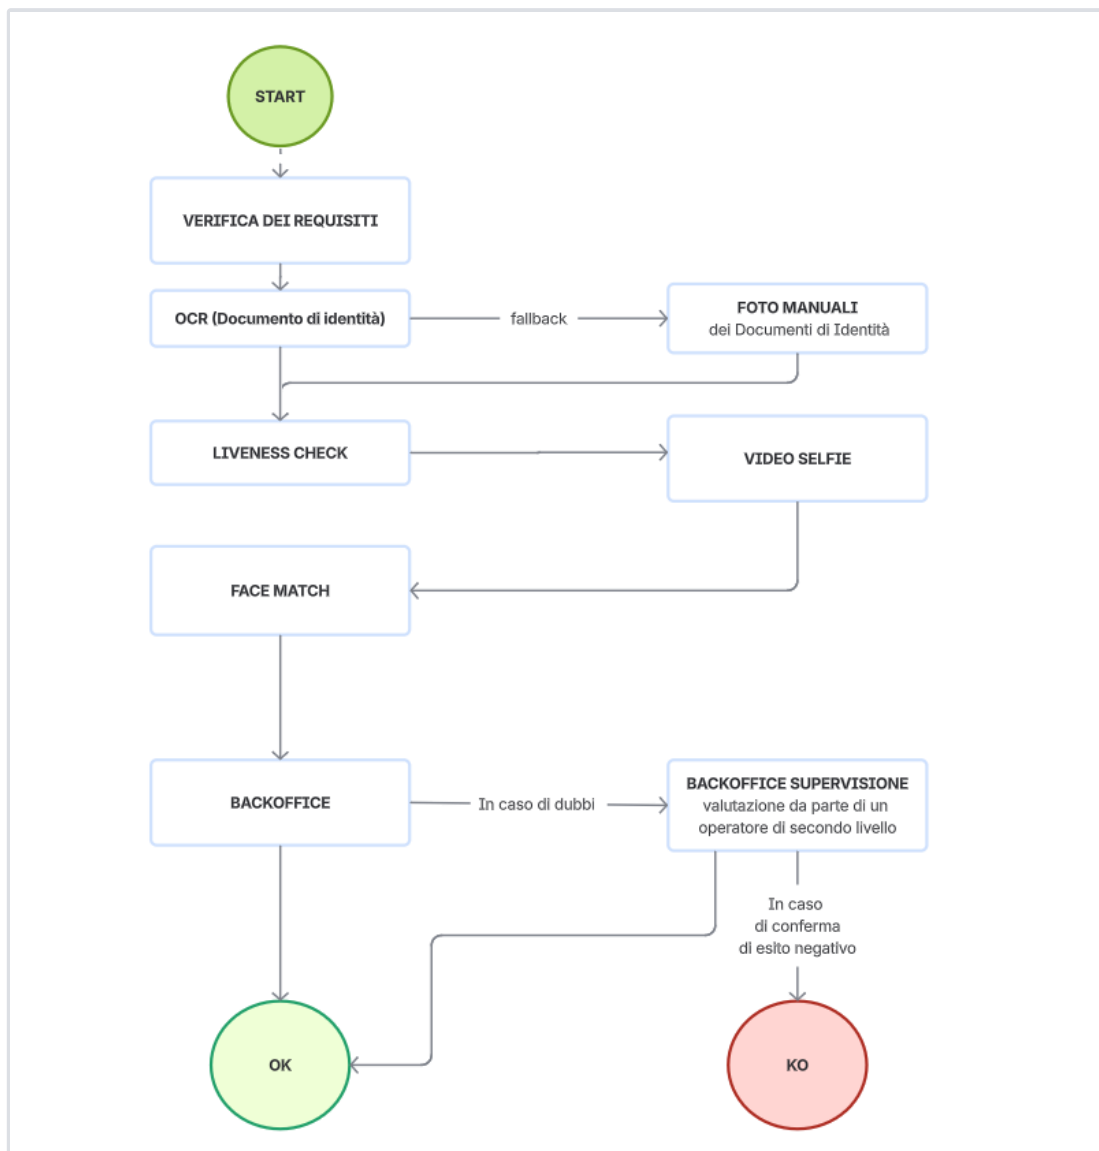 START
VERIFICA DEI REQUISITI
OCR (Documento di identità)
fallback
FOTO MANUALI
dei Documenti di Identità
LIVENESS CHECK
VIDEO SELFIE
FACE MATCH
BACKOFFICE
In caso di dubbi
BACKOFFICE SUPERVISIONE
valutazione da parte di un
operatore di secondo livello
In caso
di conferma
di esito negativo
OK
KO